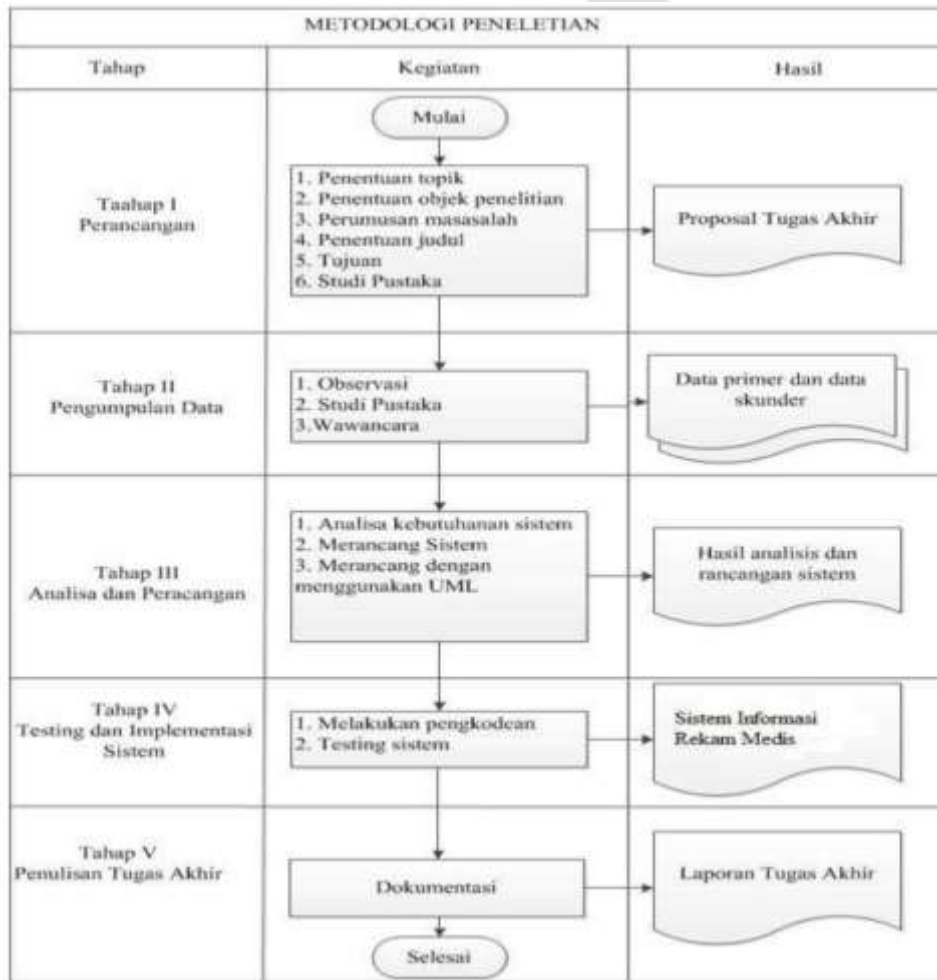 METODOLOGI PENELETIAN
Tahap
Kegiatan
Hasil
Taahap I
Perancangan
Mulai
1. Penentuan topik
2. Penentuan objek penelitian
3. Perumusan masasalah
4. Penentuan judul
5. Tujuan
6. Studi Pustaka
Proposal Tugas Akhir
Tahap II
Pengumpulan Data
1. Observasi
2. Studi Pustaka
3.Wawancara
Data primer dan data
skunder
Tahap III
Analisa dan Peracangan
1. Analisa kebutuhanan sistem
2. Merancang Sistem
3. Merancang dengan
menggunakan UML
Hasil analisis dan
rancangan sistem
Tahap IV
Testing dan Implementasi
Sistem
1. Melakukan pengkodean
2. Testing sistem
Sistem Informasi
Rekam Medis
Tahap V
Penulisan Tugas Akhir
Dokumentasi
Laporan Tugas Akhir
Selesai